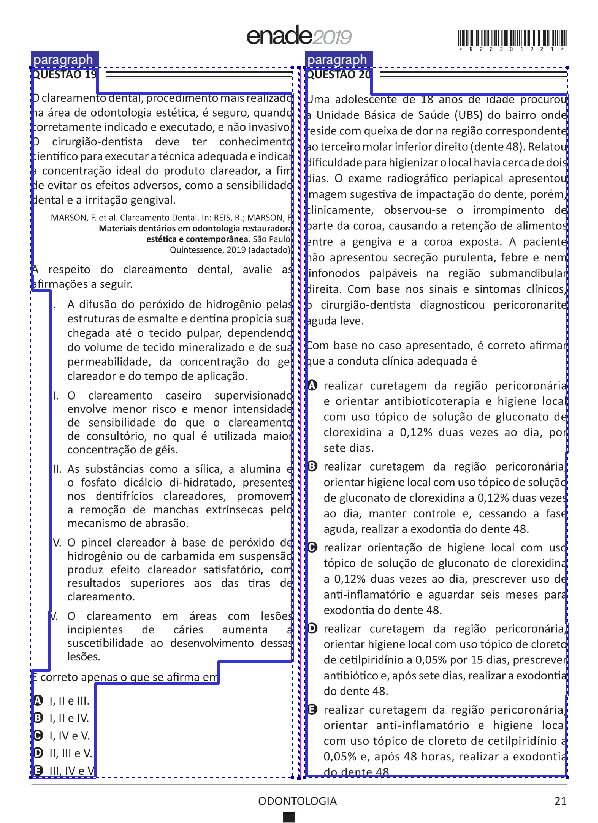 enade2019
paragraph
QUESTÃO 19
O clareamento dental, procedimento mais realizado
na área de odontologia estética, é seguro, quando
corretamente indicado e executado, e não invasivo.
O cirurgião-dentista deve ter conhecimento
científico para executar a técnica adequada e indicar
a concentração ideal do produto clareador, a fim
de evitar os efeitos adversos, como a sensibilidade
dental e a irritação gengival.
MARSON, F. et al. Clareamento Dental. In: REIS, R.; MARSON, F.
Materiais dentários em odontologia restauradora
estética e contemporânea. São Paulo:
Quintessence, 2019 (adaptado).
A respeito do clareamento dental, avalie as
afirmações a seguir.
I. A difusão do peróxido de hidrogênio pelas
estruturas de esmalte e dentina propicia sua
chegada até o tecido pulpar, dependendo
do volume de tecido mineralizado e de sua
permeabilidade, da concentração do gel
clareador e do tempo de aplicação.
II. O clareamento caseiro supervisionado
envolve menor risco e menor intensidade
de sensibilidade do que o clareamento
de consultório, no qual é utilizada maior
concentração de géis.
III. As substâncias como a sílica, a alumina e
o fosfato dicálcio di-hidratado, presentes
nos dentifrícios clareadores, promovem
a remoção de manchas extrínsecas pelo
mecanismo de abrasão.
IV. O pincel clareador à base de peróxido de
hidrogênio ou de carbamida em suspensão
produz efeito clareador satisfatório, com
resultados superiores aos das tiras de
clareamento.
V. O clareamento em áreas com lesões
incipientes de cáries aumenta a
suscetibilidade ao desenvolvimento dessas
lesões.
É correto apenas o que se afirma em
A I, II e III.
B I, II e IV.
C I, IV e V.
D II, III e V.
E III, IV e V.
paragraph
QUESTÃO 20
Uma adolescente de 18 anos de idade procurou
a Unidade Básica de Saúde (UBS) do bairro onde
reside com queixa de dor na região correspondente
ao terceiro molar inferior direito (dente 48). Relatou
dificuldade para higienizar o local havia cerca de dois
dias. O exame radiográfico periapical apresentou
imagem sugestiva de impactação do dente, porém,
clinicamente, observou-se o irrompimento de
parte da coroa, causando a retenção de alimentos
entre a gengiva e a coroa exposta. A paciente
não apresentou secreção purulenta, febre e nem
linfonodos palpáveis na região submandibular
direita. Com base nos sinais e sintomas clínicos,
o cirurgião-dentista diagnosticou pericoronarite
aguda leve.
Com base no caso apresentado, é correto afirmar
que a conduta clínica adequada é
A realizar curetagem da região pericoronária
e orientar antibioticoterapia e higiene local
com uso tópico de solução de gluconato de
clorexidina a 0,12% duas vezes ao dia, por
sete dias.
B realizar curetagem da região pericoronária,
orientar higiene local com uso tópico de solução
de gluconato de clorexidina a 0,12% duas vezes
ao dia, manter controle e, cessando a fase
aguda, realizar a exodontia do dente 48.
C realizar orientação de higiene local com uso
tópico de solução de gluconato de clorexidina
a 0,12% duas vezes ao dia, prescrever uso de
anti-inflamatório e aguardar seis meses para
exodontia do dente 48.
D realizar curetagem da região pericoronária,
orientar higiene local com uso tópico de cloreto
de cetilpiridínio a 0,05% por 15 dias, prescrever
antibiótico e, após sete dias, realizar a exodontia
do dente 48.
E realizar curetagem da região pericoronária,
orientar anti-inflamatório e higiene local
com uso tópico de cloreto de cetilpiridínio a
0,05% e, após 48 horas, realizar a exodontia
do dente 48.
ODONTOLOGIA
21